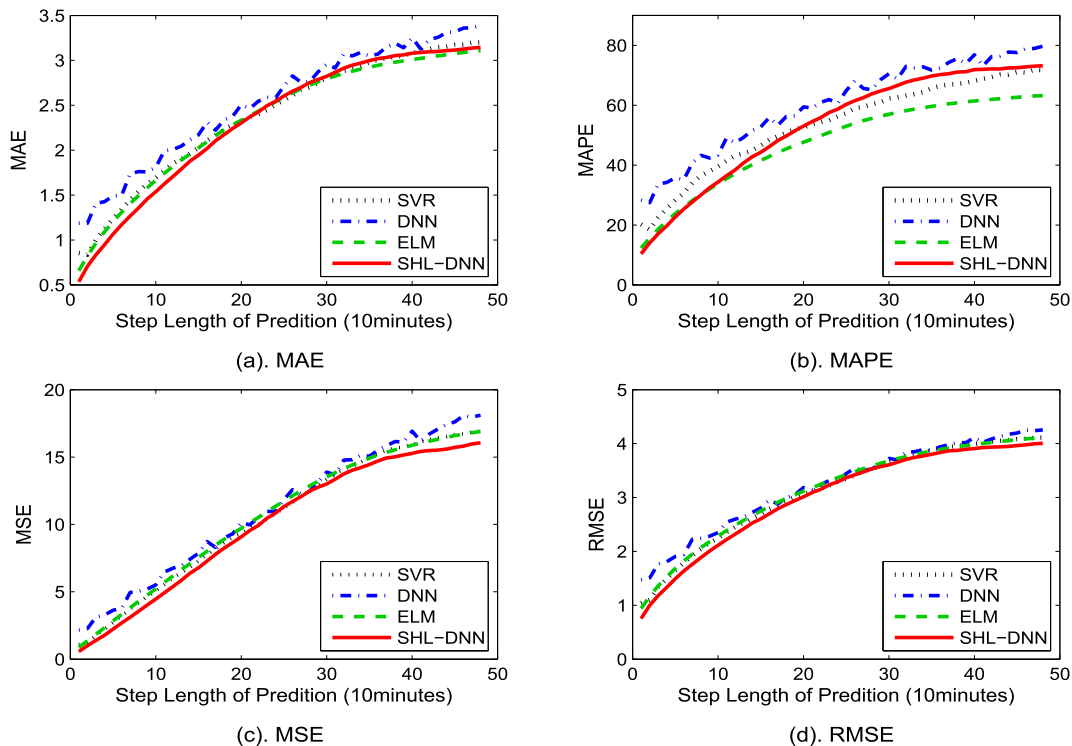 3.5
3
2.5
2
1.5
1
0.5
MAE
0 10 20 30 40 50
Step Length of Predition (10minutes)
SVR
DNN
ELM
SHL−DNN
(a). MAE
80
60
40
20
0
MAPE
0 10 20 30 40 50
Step Length of Predition (10minutes)
SVR
DNN
ELM
SHL−DNN
(b). MAPE
20
15
10
5
0
MSE
0 10 20 30 40 50
Step Length of Predition (10minutes)
SVR
DNN
ELM
SHL−DNN
(c). MSE
5
4
3
2
1
0
RMSE
0 10 20 30 40 50
Step Length of Predition (10minutes)
SVR
DNN
ELM
SHL−DNN
(d). RMSE